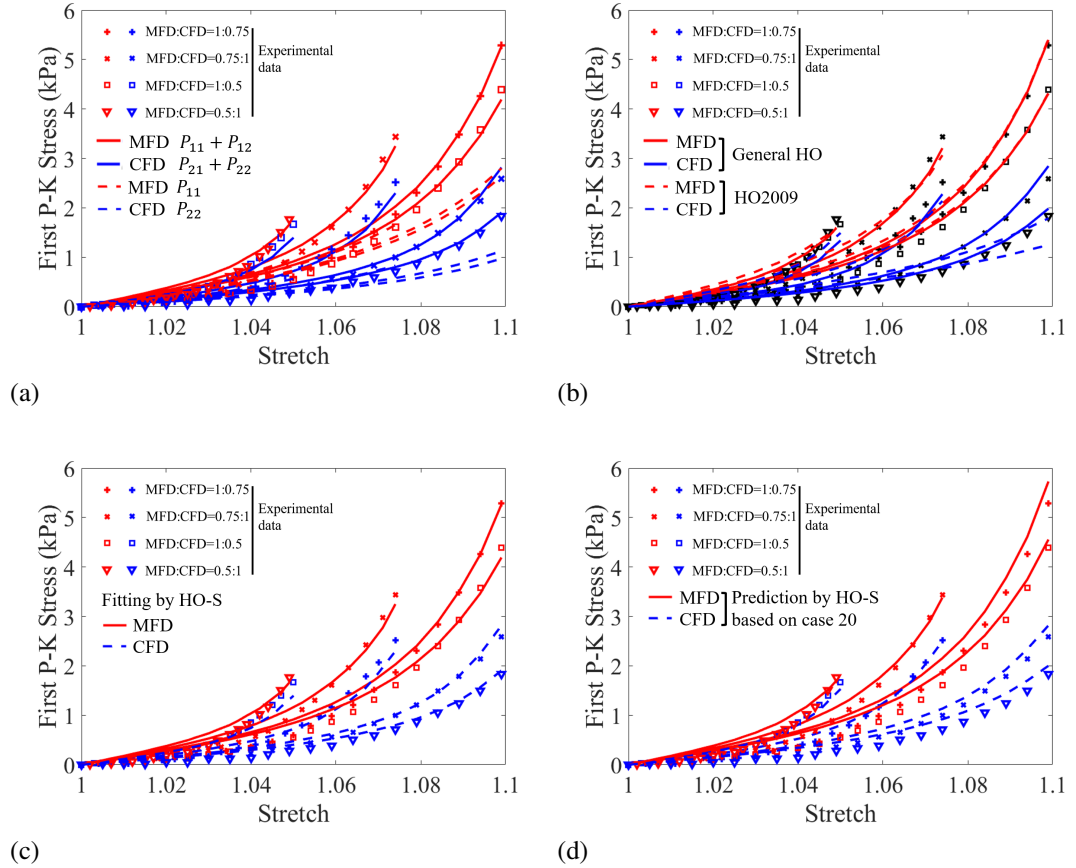 (a)
First P-K Stress (kPa)
6
5
4
3
2
1
0
1
1.02
1.04
1.06
1.08
1.1
Stretch
MFD:CFD=1:0.75
MFD:CFD=0.75:1
MFD:CFD=1:0.5
MFD:CFD=0.5:1
Experimental
data
MFD P₁₁ + P₁₂
CFD P₂₁ + P₂₂
MFD P₁₁
CFD P₂₂
(b)
First P-K Stress (kPa)
6
5
4
3
2
1
0
1
1.02
1.04
1.06
1.08
1.1
Stretch
MFD:CFD=1:0.75
MFD:CFD=0.75:1
MFD:CFD=1:0.5
MFD:CFD=0.5:1
Experimental
data
MFD
CFD
General HO
MFD
CFD
HO2009
(c)
First P-K Stress (kPa)
6
5
4
3
2
1
0
1
1.02
1.04
1.06
1.08
1.1
Stretch
MFD:CFD=1:0.75
MFD:CFD=0.75:1
MFD:CFD=1:0.5
MFD:CFD=0.5:1
Experimental
data
Fitting by HO-S
MFD
CFD
(d)
First P-K Stress (kPa)
6
5
4
3
2
1
0
1
1.02
1.04
1.06
1.08
1.1
Stretch
MFD:CFD=1:0.75
MFD:CFD=0.75:1
MFD:CFD=1:0.5
MFD:CFD=0.5:1
Experimental
data
MFD
CFD
Prediction by HO-S
based on case 20